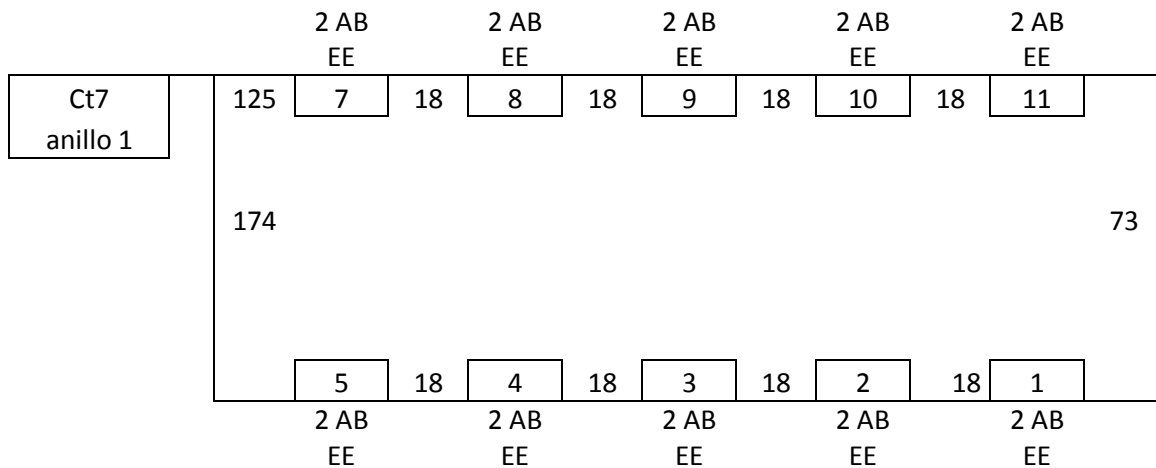 2 AB 2 AB 2 AB 2 AB 2 AB
EE EE EE EE EE
Ct7 125 7 18 8 18 9 18 10 18 11
anillo 1
174 73
5 18 4 18 3 18 2 18 1
2 AB 2 AB 2 AB 2 AB 2 AB
EE EE EE EE EE